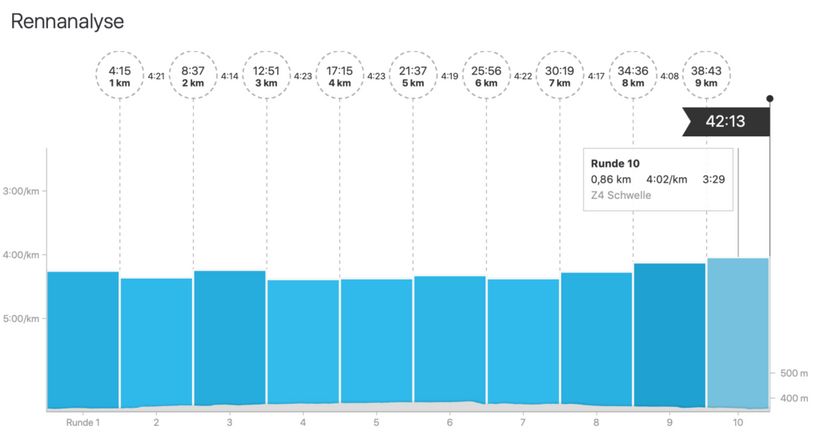 Rennanalyse
4:15 4:21 8:37 4:14 12:51 4:23 17:15 4:23 21:37 4:19 25:56 4:22 30:19 4:17 34:36 4:08 38:43
1 km 2 km 3 km 4 km 5 km 6 km 7 km 8 km 9 km
42:13
Runde 10
0,86 km 4:02/km 3:29
Z4 Schwelle
3:00/km
4:00/km
5:00/km
500 m
400 m
Runde 1 2 3 4 5 6 7 8 9 10